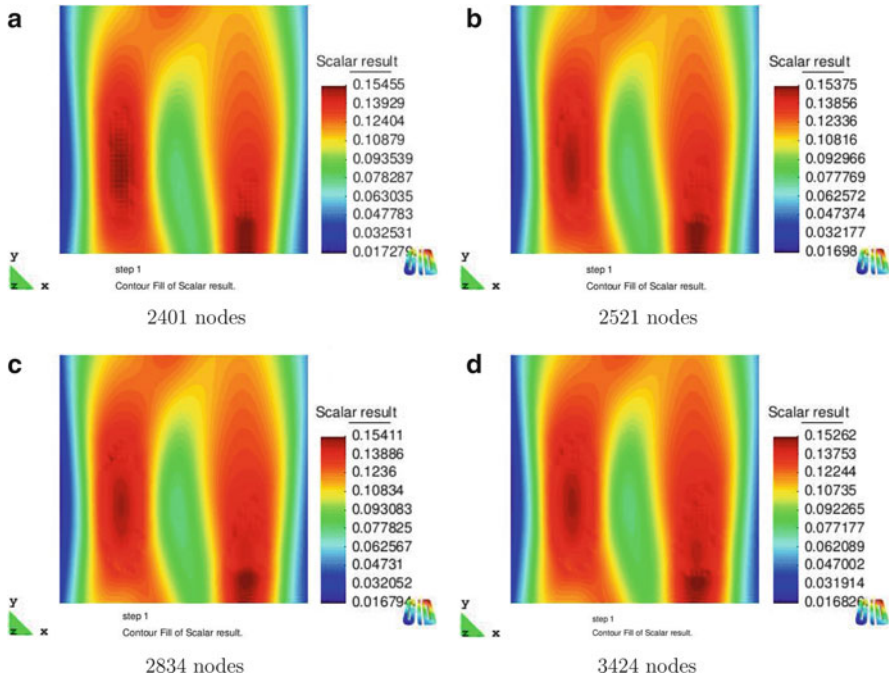 a
Scalar result
0.15455
0.13929
0.12404
0.10879
0.093539
0.078287
0.063035
0.047783
0.032531
0.017279
y
z x
step 1
Contour Fill of Scalar result.
GiD
2401 nodes
b
Scalar result
0.15375
0.13856
0.12336
0.10816
0.092966
0.077769
0.062572
0.047374
0.032177
0.01698
y
z x
step 1
Contour Fill of Scalar result.
GiD
2521 nodes
c
Scalar result
0.15411
0.13886
0.1236
0.10834
0.093083
0.077825
0.062567
0.04731
0.032052
0.016794
y
z x
step 1
Contour Fill of Scalar result.
GiD
2834 nodes
d
Scalar result
0.15262
0.13753
0.12244
0.10735
0.092265
0.077177
0.062089
0.047002
0.031914
0.016826
y
z x
step 1
Contour Fill of Scalar result.
GiD
3424 nodes